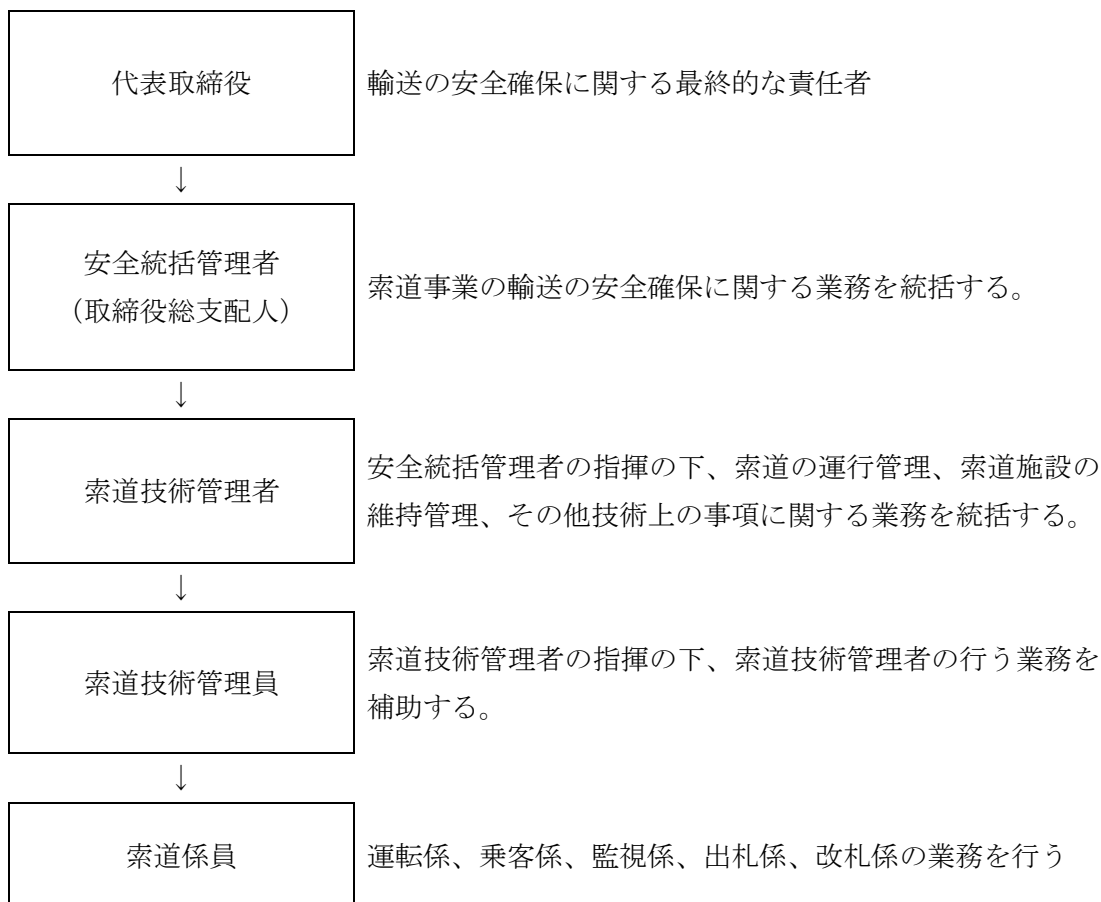 代表取締役
輸送の安全確保に関する最終的な責任者
↓
安全統括管理者
（取締役総支配人）
索道事業の輸送の安全確保に関する業務を統括する。
↓
索道技術管理者
安全統括管理者の指揮の下、索道の運行管理、索道施設の
維持管理、その他技術上の事項に関する業務を統括する。
↓
索道技術管理員
索道技術管理者の指揮の下、索道技術管理者の行う業務を
補助する。
↓
索道係員
運転係、乗客係、監視係、出札係、改札係の業務を行う